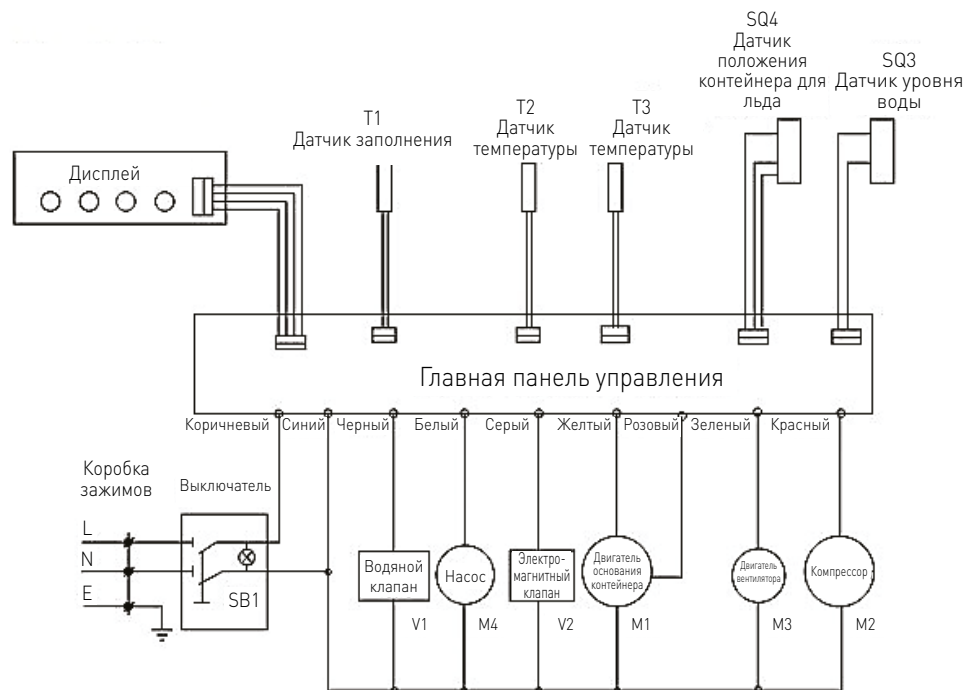 SQ4
Датчик
положения
контейнера для
льда
SQ3
Датчик уровня
воды
T1
Датчик заполнения
T2
Датчик
температуры
T3
Датчик
температуры
Дисплей
Главная панель управления
Коричневый
Синий
Черный
Белый
Серый
Желтый
Розовый
Зеленый
Красный
Коробка
зажимов
Выключатель
L
N
E
SB1
Водяной
клапан
V1
Насос
M4
Электро-
магнитный
клапан
V2
Двигатель
основания
контейнера
M1
Двигатель
вентилятора
M3
Компрессор
M2